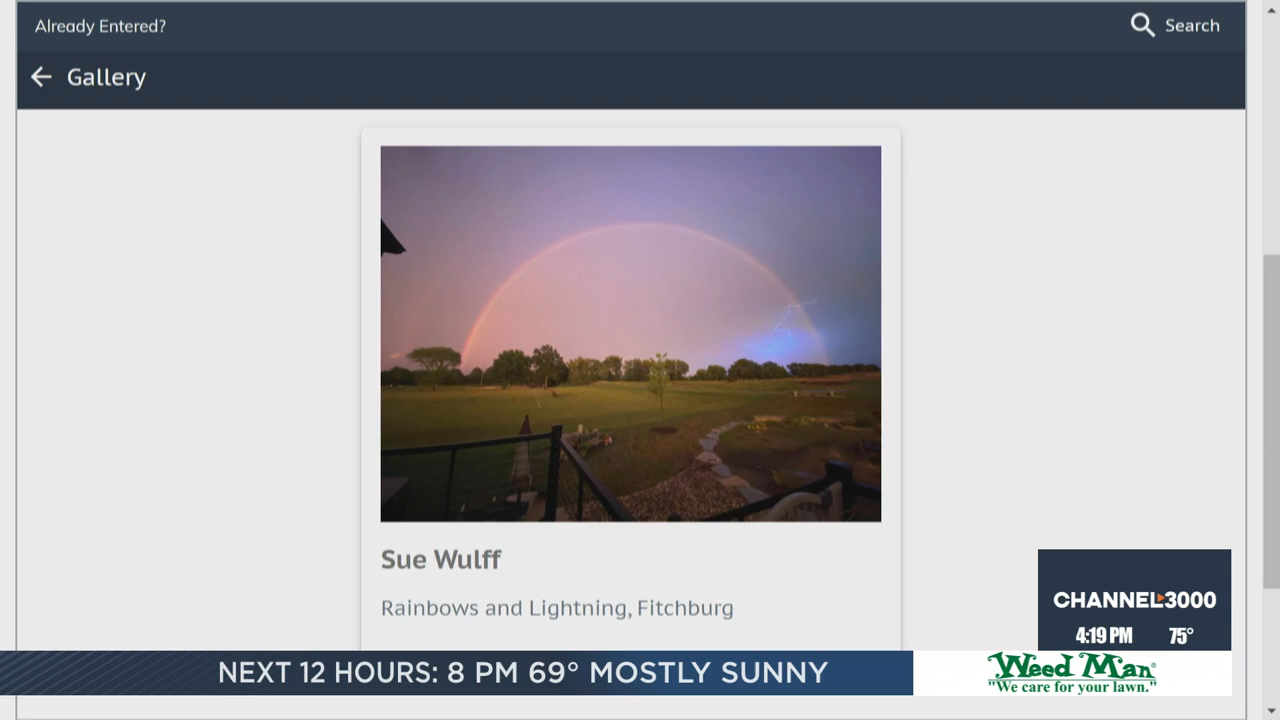 Already Entered?
Search
Gallery
Sue Wulff
Rainbows and Lightning, Fitchburg
CHANNEL3000
4:19 PM 75°
NEXT 12 HOURS: 8 PM 69° MOSTLY SUNNY
Weed Man®
"We care for your lawn."